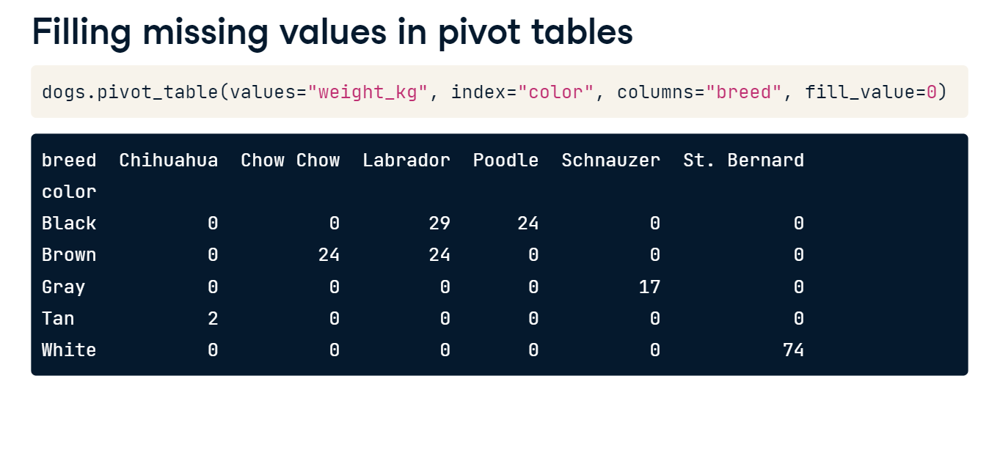 Filling missing values in pivot tables
dogs.pivot_table(values="weight_kg", index="color", columns="breed", fill_value=0)
breed  Chihuahua  Chow Chow  Labrador  Poodle  Schnauzer  St. Bernard
color
Black          0          0        29      24          0            0
Brown          0         24        24       0          0            0
Gray           0          0         0       0         17            0
Tan            2          0         0       0          0            0
White          0          0         0       0          0           74